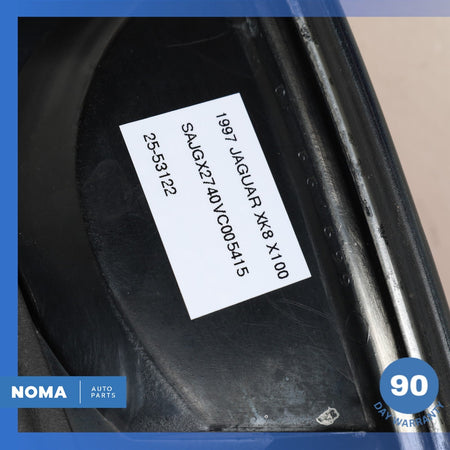 1997 JAGUAR XK8 X100
SAJGX2740VC005415
25-53122
NOMA
AUTO
PARTS
90
DAY WARRANTY